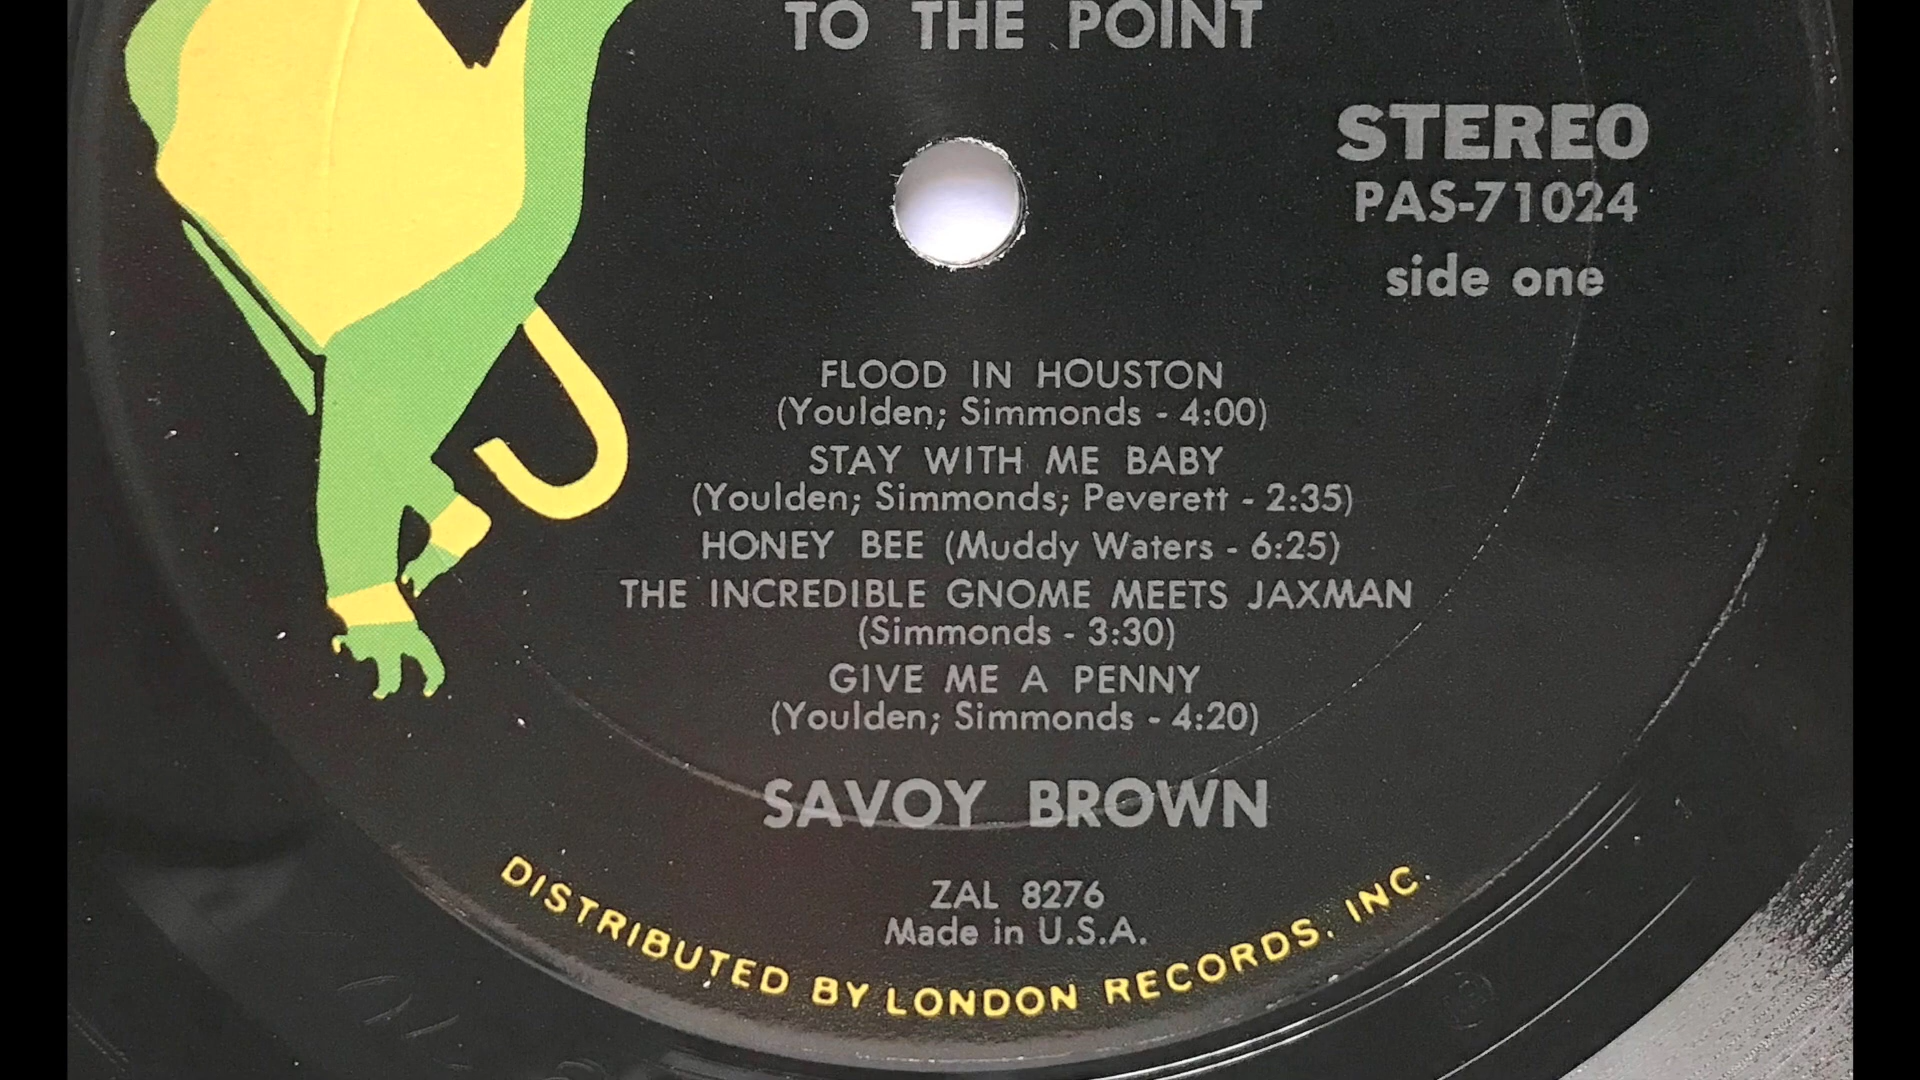 TO THE POINT
STEREO
PAS-71024
side one
FLOOD IN HOUSTON
(Youlden; Simmonds - 4:00)
STAY WITH ME BABY
(Youlden; Simmonds; Peverett - 2:35)
HONEY BEE (Muddy Waters - 6:25)
THE INCREDIBLE GNOME MEETS JAXMAN
(Simmonds - 3:30)
GIVE ME A PENNY
(Youlden; Simmonds - 4:20)
SAVOY BROWN
ZAL 8276
Made in U.S.A.
DISTRIBUTED BY LONDON RECORDS, INC.